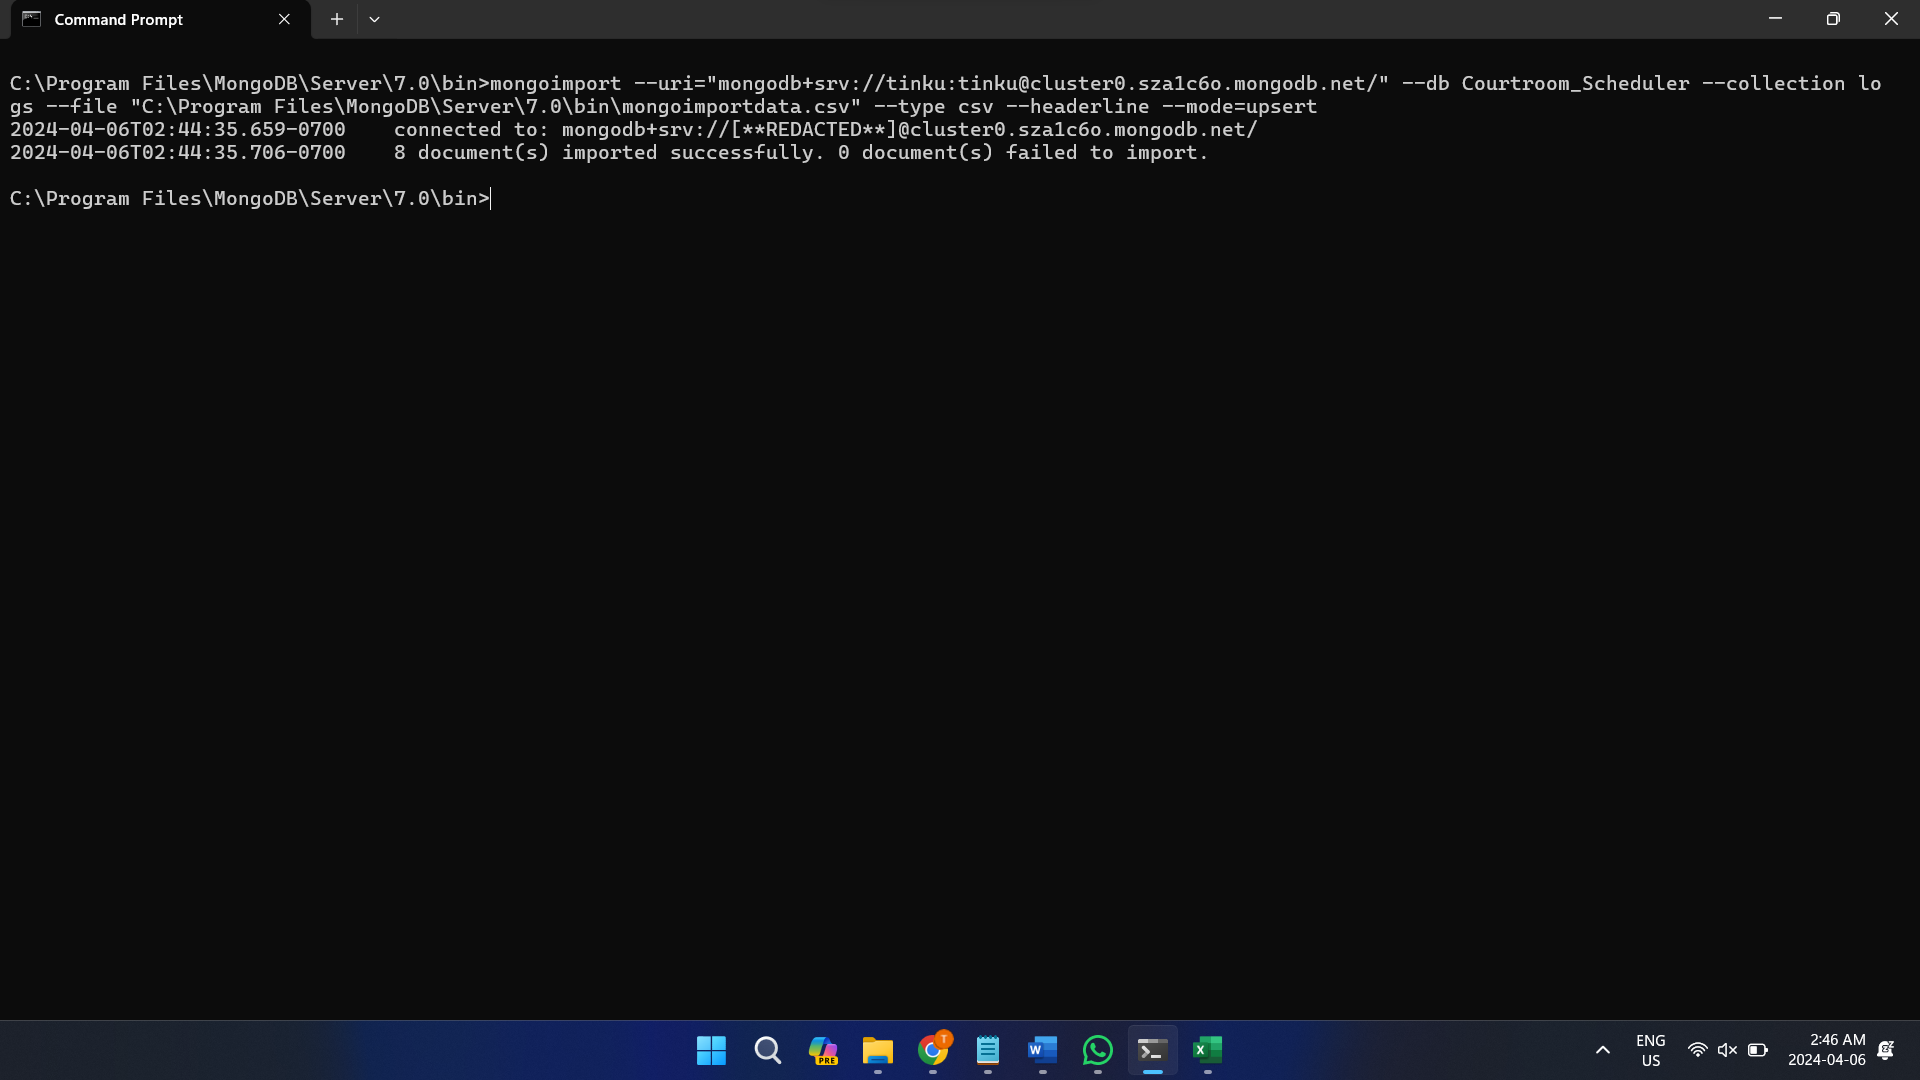 Command Prompt
C:\Program Files\MongoDB\Server\7.0\bin>mongoimport --uri="mongodb+srv://tinku:tinku@cluster0.sza1c6o.mongodb.net/" --db Courtroom_Scheduler --collection lo
gs --file "C:\Program Files\MongoDB\Server\7.0\bin\mongoimportdata.csv" --type csv --headerline --mode=upsert
2024-04-06T02:44:35.659-0700    connected to: mongodb+srv://[**REDACTED**]@cluster0.sza1c6o.mongodb.net/
2024-04-06T02:44:35.706-0700    8 document(s) imported successfully. 0 document(s) failed to import.
C:\Program Files\MongoDB\Server\7.0\bin>
PRE
T
W
X
ENG
US
2:46 AM
2024-04-06